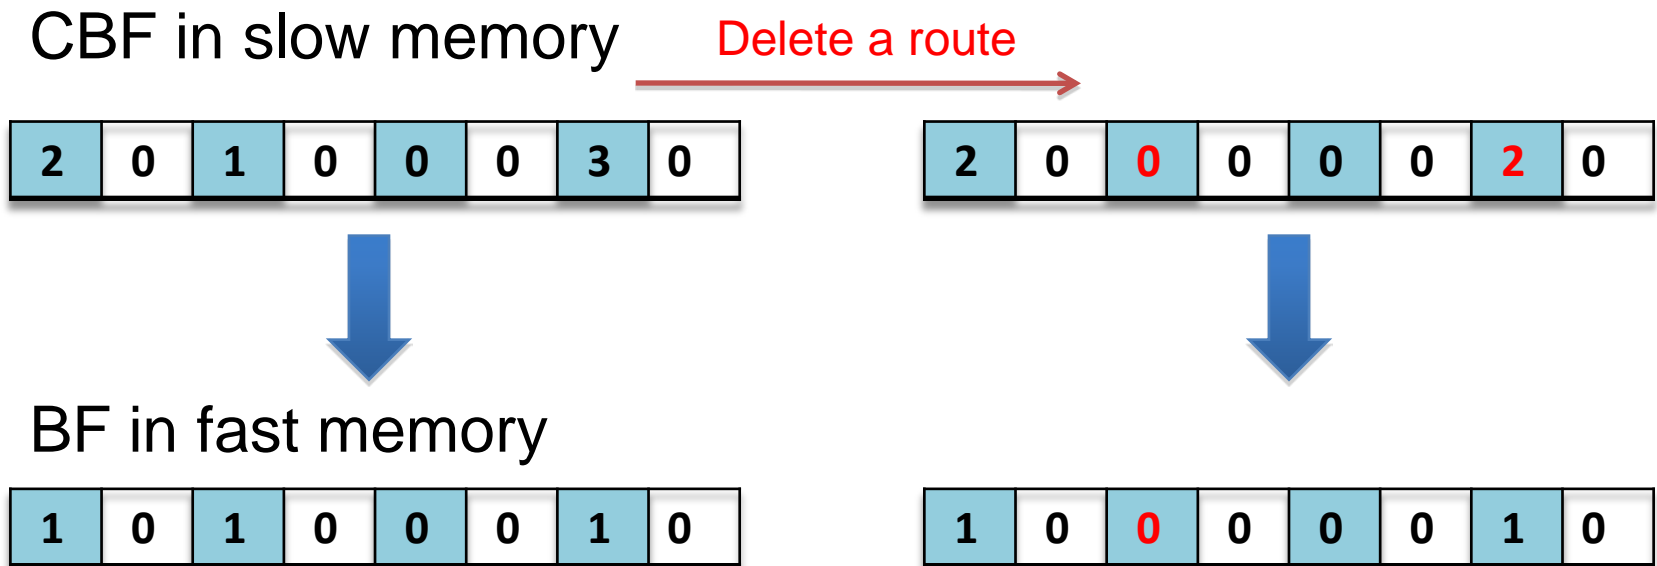 CBF in slow memory Delete a route
2 0 1 0 0 0 3 0 2 0 0 0 0 0 2 0
BF in fast memory
1 0 1 0 0 0 1 0 1 0 0 0 0 0 1 0